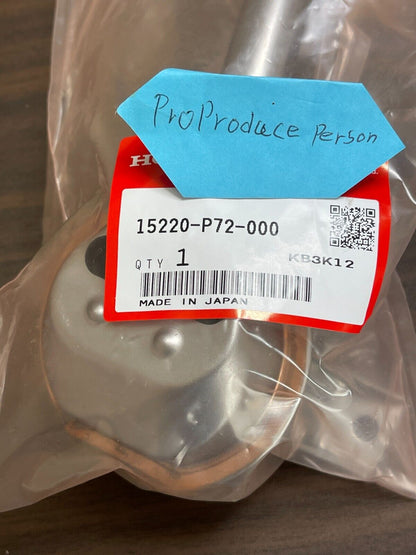 ProProduce Person
15220-P72-000
QTY 1
KB3K12
MADE IN JAPAN